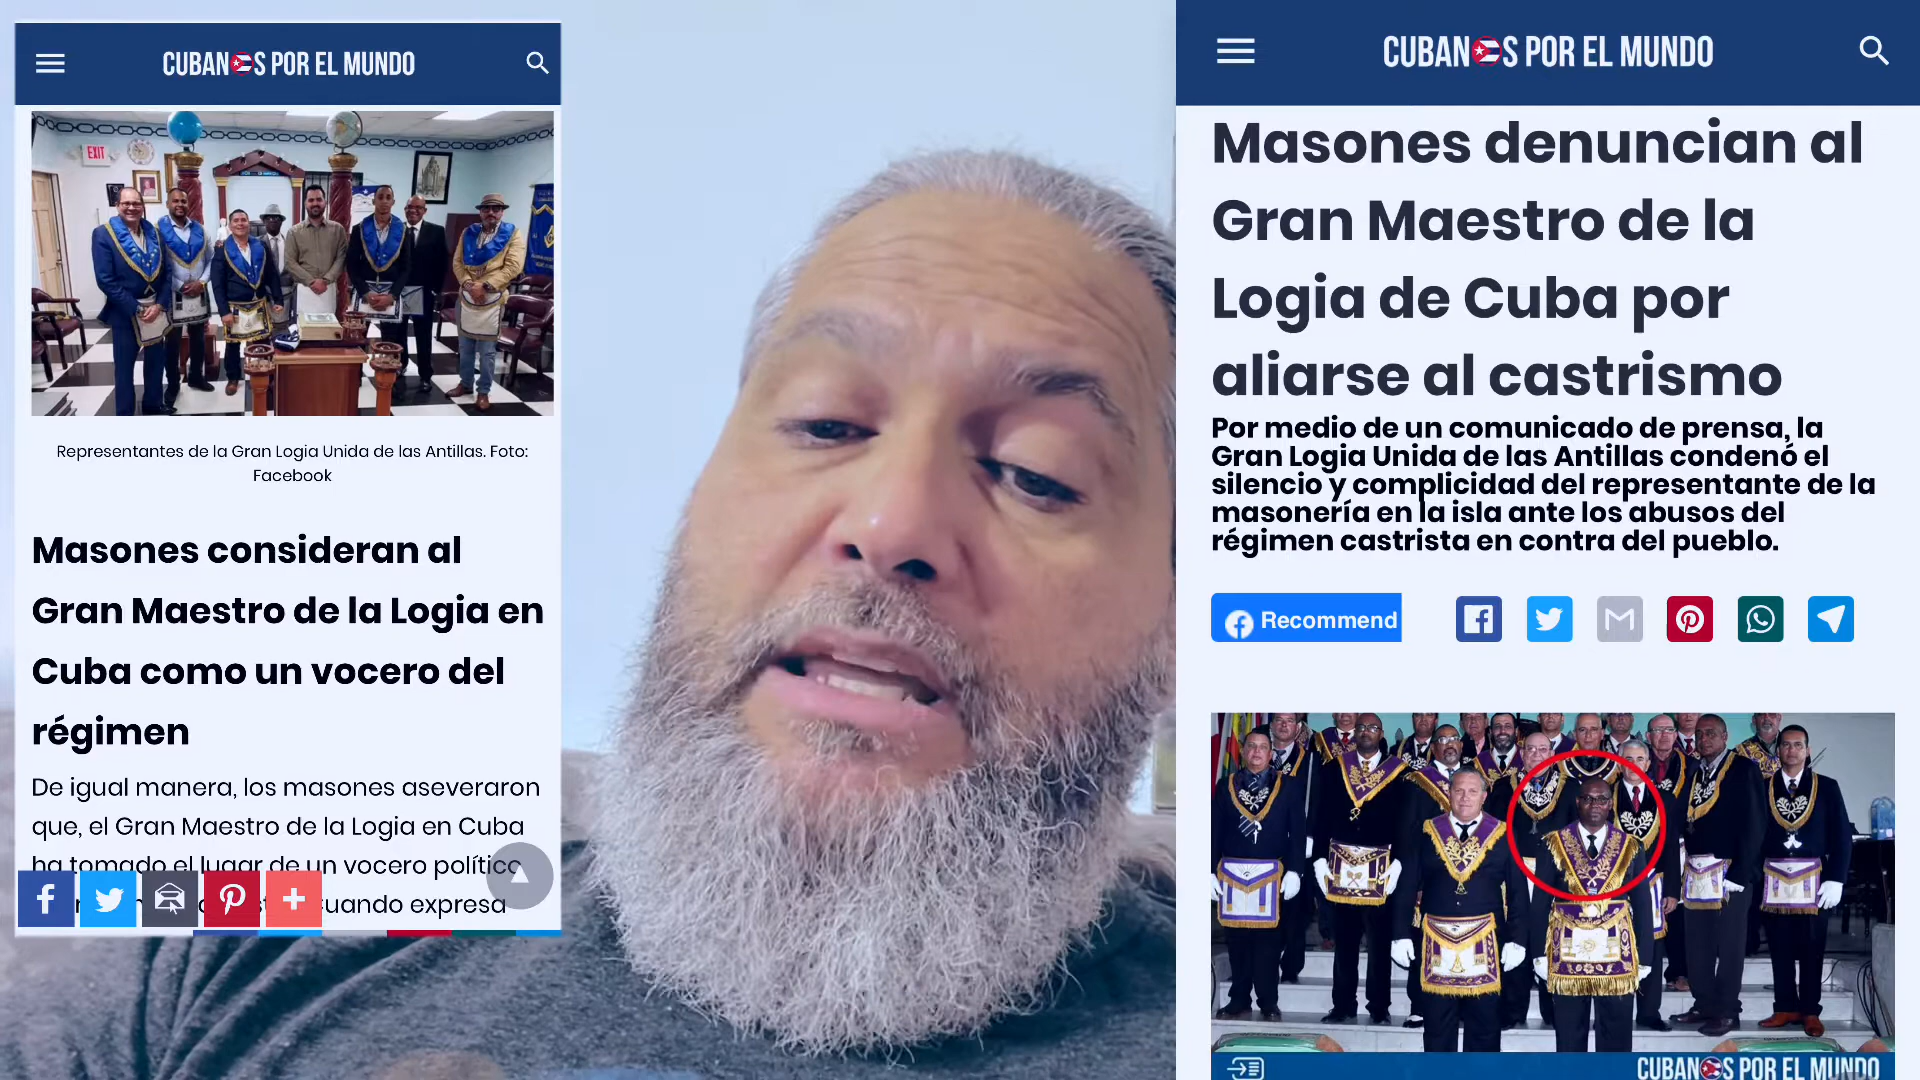 CUBANOS POR EL MUNDO
EXIT
Representantes de la Gran Logia Unida de las Antillas. Foto:
Facebook
Masones consideran al
Gran Maestro de la Logia en
Cuba como un vocero del
régimen
De igual manera, los masones aseveraron
que, el Gran Maestro de la Logia en Cuba
ha tomado el lugar de un vocero político
cuando expresa
CUBANOS POR EL MUNDO
Masones denuncian al
Gran Maestro de la
Logia de Cuba por
aliarse al castrismo
Por medio de un comunicado de prensa, la
Gran Logia Unida de las Antillas condenó el
silencio y complicidad del representante de la
masonería en la isla ante los abusos del
régimen castrista en contra del pueblo.
Recommend
CUBANOS POR EL MUNDO